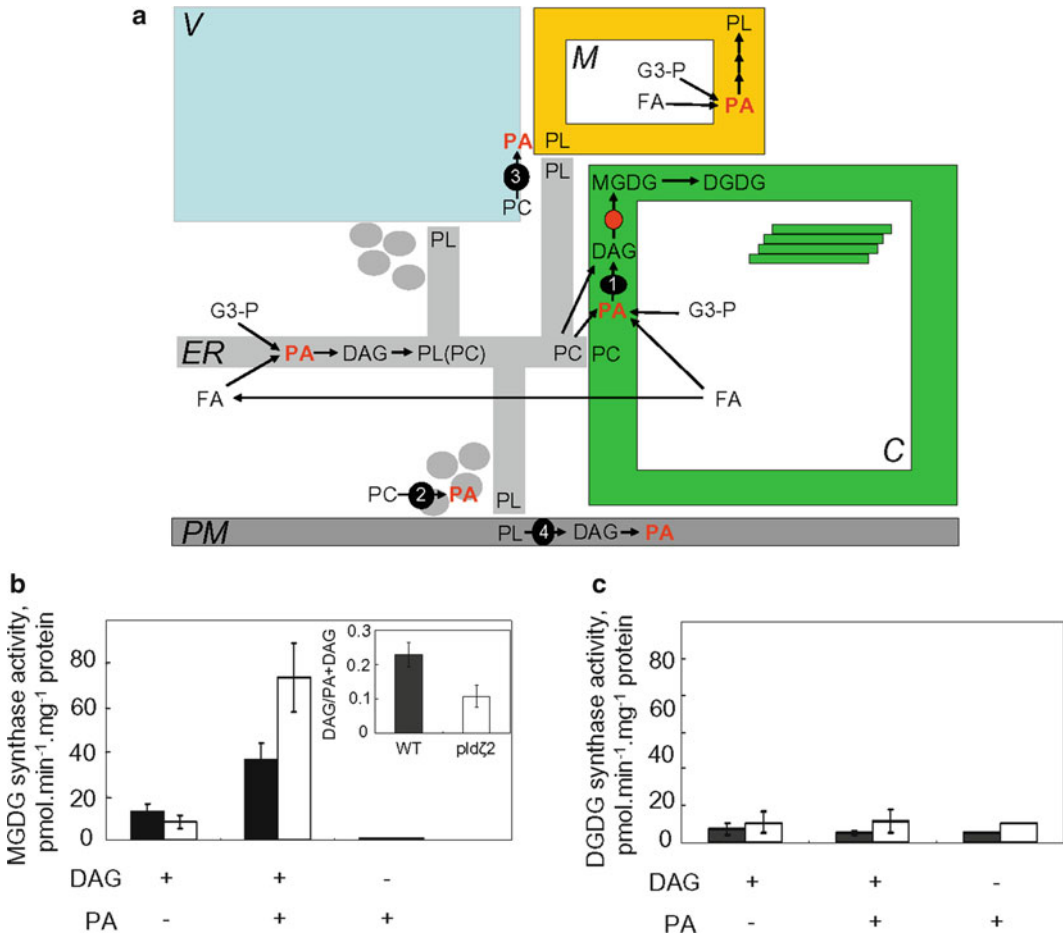 a
V
M
PL
G3-P
FA
PA
PA
PL
3
PL
PC
MGDG
DGDG
DAG
1
PL
G3-P
PA
G3-P
ER
PA
DAG
PL(PC)
PC
PC
FA
FA
C
PC
2
PA
PL
PM
PL
4
DAG
PA
b
MGDG synthase activity,
pmol.min-1.mg-1 protein
80
60
40
20
0
DAG/PA+DAG
0.3
0.2
0.1
0
WT
pldζ2
DAG + + -
PA - + +
c
DGDG synthase activity,
pmol.min-1.mg-1 protein
80
60
40
20
0
DAG + + -
PA - + +